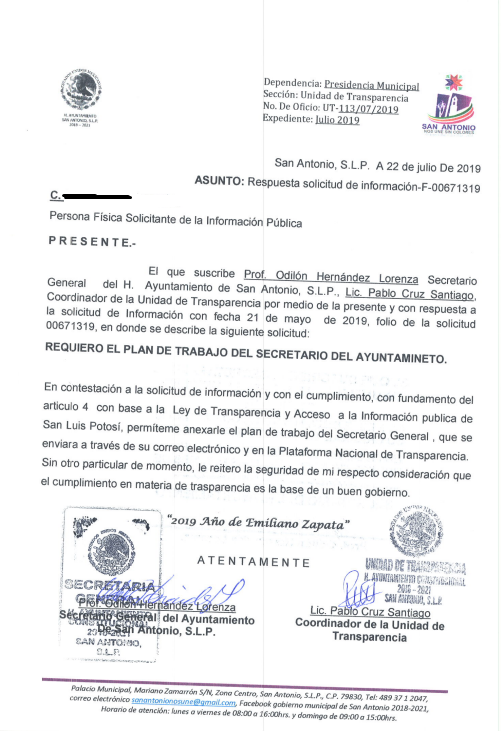 Dependencia: Presidencia Municipal
Sección: Unidad de Transparencia
No. De Oficio: UT-113/07/2019
Expediente: Julio 2019
H. AYUNTAMIENTO
SAN ANTONIO, S.L.P.
2018 - 2021
SAN ANTONIO
NOS UNE SIN COLORES
San Antonio, S.L.P. A 22 de julio De 2019
ASUNTO: Respuesta solicitud de información-F-00671319
C.
Persona Física Solicitante de la Información Pública
P R E S E N T E.-
El que suscribe Prof. Odilón Hernández Lorenza Secretario
General del H. Ayuntamiento de San Antonio, S.L.P., Lic. Pablo Cruz Santiago,
Coordinador de la Unidad de Transparencia por medio de la presente y con respuesta a
la solicitud de Información con fecha 21 de mayo de 2019, folio de la solicitud
00671319, en donde se describe la siguiente solicitud:
REQUIERO EL PLAN DE TRABAJO DEL SECRETARIO DEL AYUNTAMINETO.
En contestación a la solicitud de información y con el cumplimiento, con fundamento del
articulo 4 con base a la Ley de Transparencia y Acceso a la Información publica de
San Luis Potosí, permíteme anexarle el plan de trabajo del Secretario General , que se
enviara a través de su correo electrónico y en la Plataforma Nacional de Transparencia.
Sin otro particular de momento, le reitero la seguridad de mi respecto consideración que
el cumplimiento en materia de trasparencia es la base de un buen gobierno.
"2019 Año de Emiliano Zapata"
A T E N T A M E N T E
SECRETARIA
GENERAL
Prof. Odilón Hernández Lorenza
Secretario General del Ayuntamiento
CONSTITUCIONAL
De San Antonio, S.L.P.
2018-2021
SAN ANTONIO,
S.L.P.
UNIDAD DE TRANSPARENCIA
H. AYUNTAMIENTO CONSTITUCIONAL
2018 - 2021
SAN ANTONIO, S.L.P.
Lic. Pablo Cruz Santiago
Coordinador de la Unidad de
Transparencia
Palacio Municipal, Mariano Zamarrón S/N, Zona Centro, San Antonio, S.L.P., C.P. 79830, Tel: 489 37 1 2047,
correo electrónico sanantonionosune@gmail.com, Facebook gobierno municipal de San Antonio 2018-2021,
Horario de atención: lunes a viernes de 08:00 a 16:00hrs. y domingo de 09:00 a 15:00hrs.